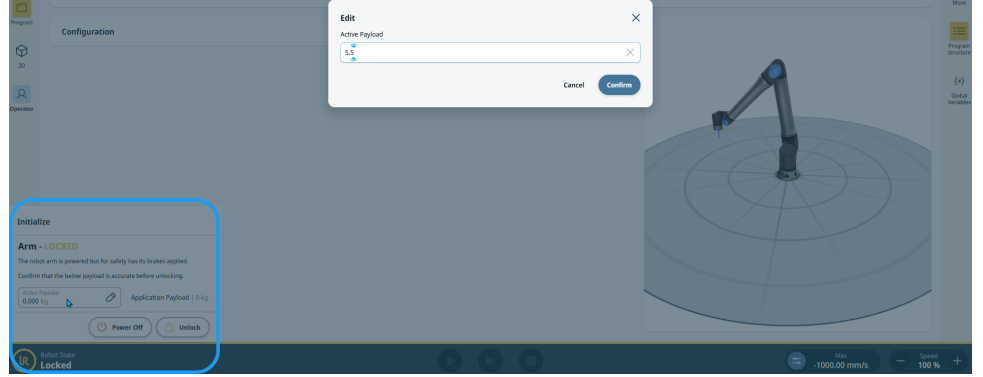 Program
3D
Operator
Configuration
Edit
Active Payload
5.5
Cancel
Confirm
Move
Program structure
{x}
Global Variables
Initialize
Arm - LOCKED
The robot arm is powered but for safety has its brakes applied.
Confirm that the below payload is accurate before unlocking.
Active Payload
0.000 kg
Application Payload | 0 kg
Power Off
Unlock
UR
Robot State
Locked
Max
-1000.00 mm/s
Speed
100 %